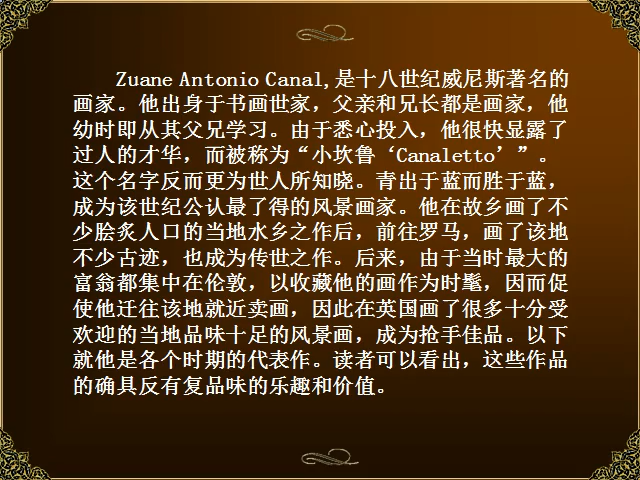 Zuane Antonio Canal,是十八世纪威尼斯著名的
画家。他出身于书画世家，父亲和兄长都是画家，他
幼时即从其父兄学习。由于悉心投入，他很快显露了
过人的才华，而被称为“小坎鲁‘Canaletto’”。
这个名字反而更为世人所知晓。青出于蓝而胜于蓝，
成为该世纪公认最了得的风景画家。他在故乡画了不
少脍炙人口的当地水乡之作后，前往罗马，画了该地
不少古迹，也成为传世之作。后来，由于当时最大的
富翁都集中在伦敦，以收藏他的画作为时髦，因而促
使他迁往该地就近卖画，因此在英国画了很多十分受
欢迎的当地品味十足的风景画，成为抢手佳品。以下
就他是各个时期的代表作。读者可以看出，这些作品
的确具反有复品味的乐趣和价值。